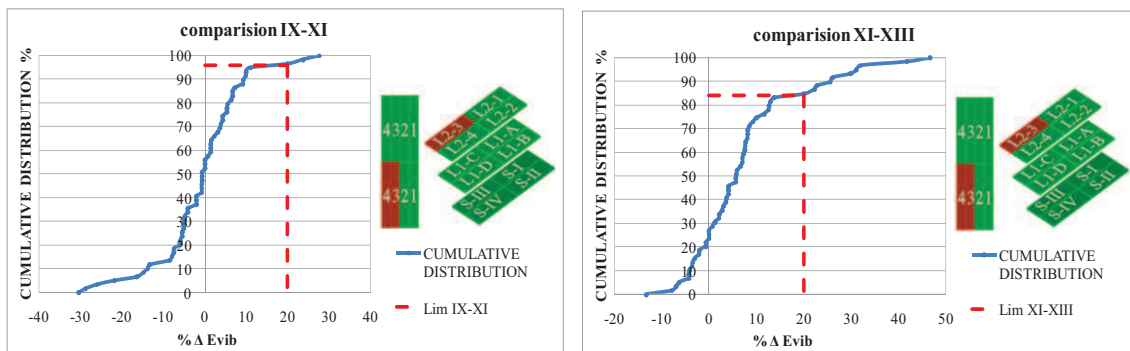 comparision IX-XI
CUMULATIVE DISTRIBUTION %
100
90
80
70
60
50
40
30
20
10
0
-40 -30 -20 -10 0 10 20 30 40
% Δ Evib
4321
4321
L2-1
L2-2
L2-3
L2-4
L1-A
L1-B
L1-C
L1-D
S-I
S-II
S-III
S-IV
CUMULATIVE
DISTRIBUTION
Lim IX-XI
comparision XI-XIII
CUMULATIVE DISTRIBUTION %
100
90
80
70
60
50
40
30
20
10
0
-20 -10 0 10 20 30 40 50
% Δ Evib
4321
4321
L2-1
L2-2
L2-3
L2-4
L1-A
L1-B
L1-C
L1-D
S-I
S-II
S-III
S-IV
CUMULATIVE
DISTRIBUTION
Lim XI-XIII